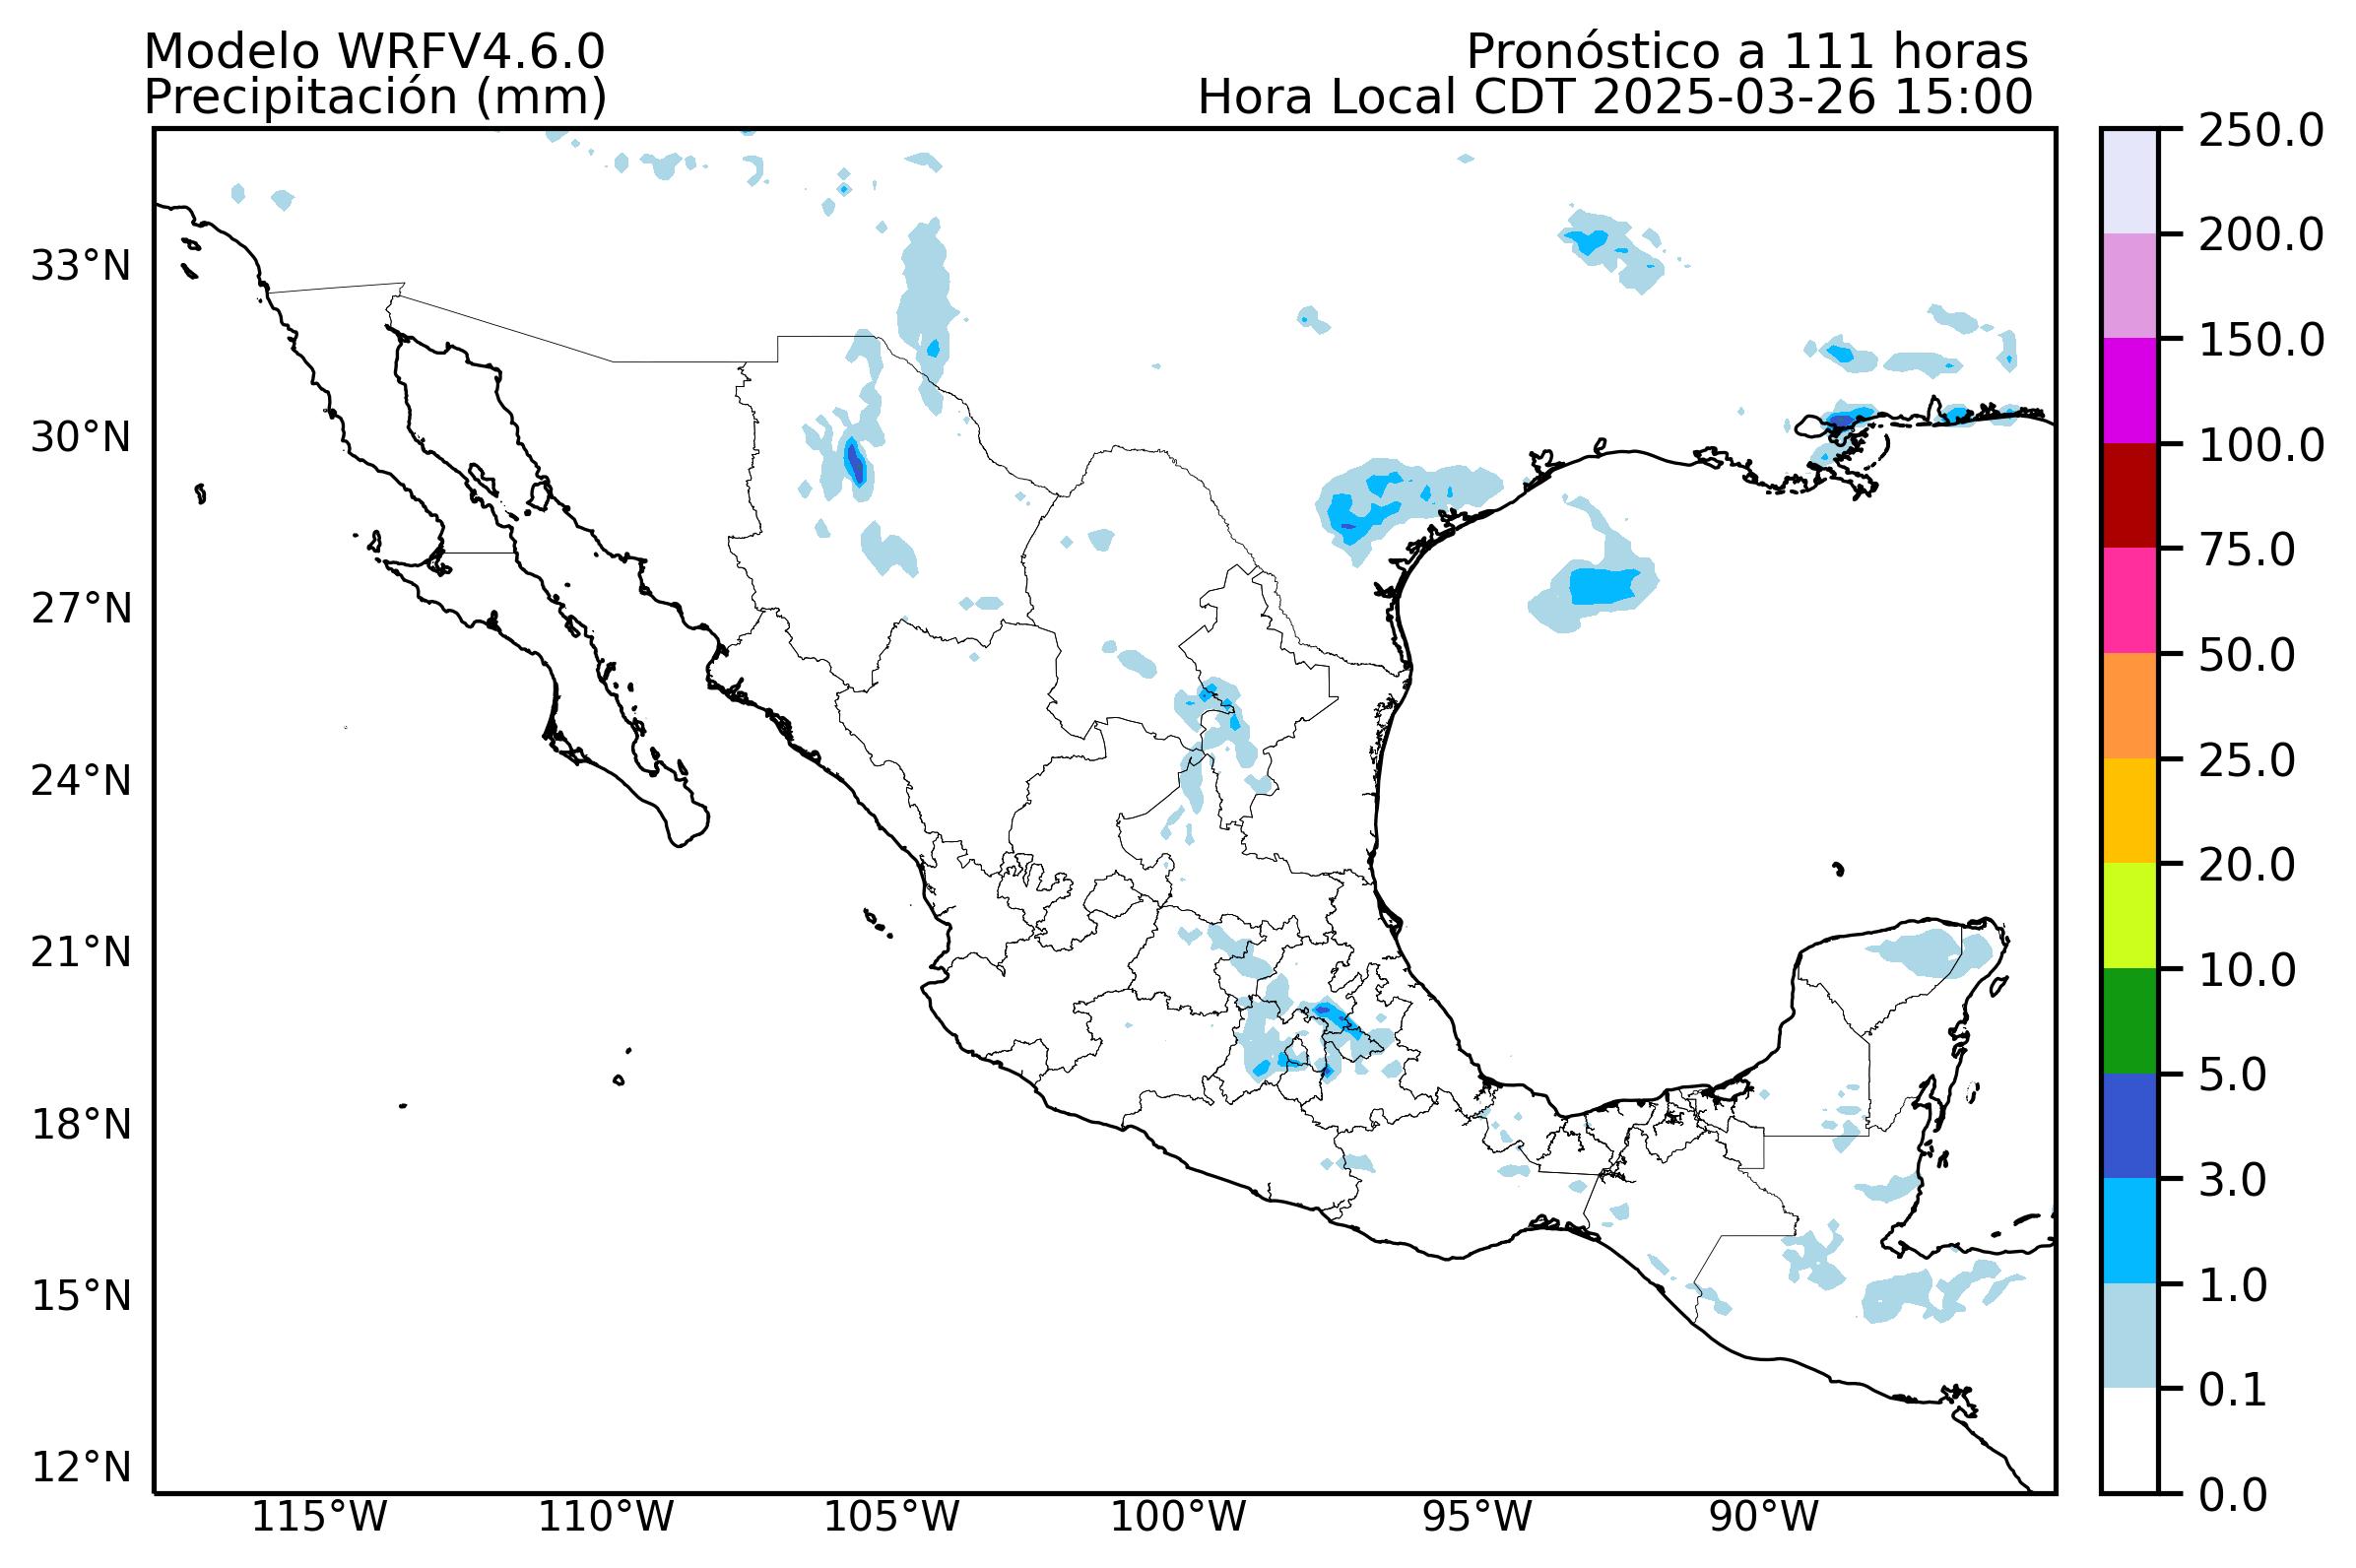 Modelo WRFV4.6.0
Precipitación (mm)
Pronóstico a 111 horas
Hora Local CDT 2025-03-26 15:00
33°N
30°N
27°N
24°N
21°N
18°N
15°N
12°N
115°W
110°W
105°W
100°W
95°W
90°W
250.0
200.0
150.0
100.0
75.0
50.0
25.0
20.0
10.0
5.0
3.0
1.0
0.1
0.0